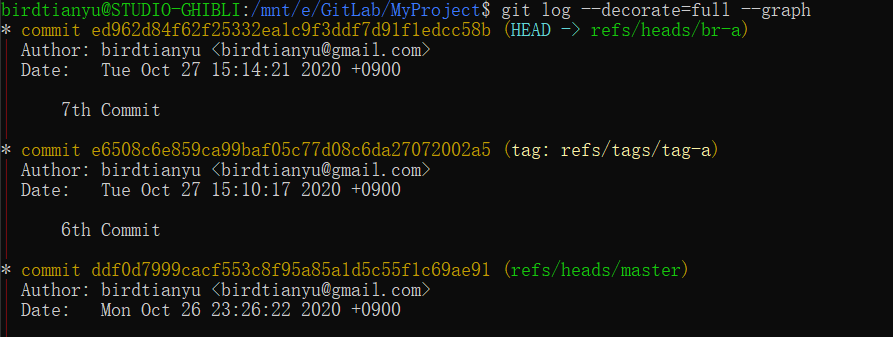 birdtianyu@STUDIO-GHIBLI:/mnt/e/GitLab/MyProject$ git log --decorate=full --graph
* commit ed962d84f62f25332ea1c9f3ddf7d91f1edcc58b (HEAD -> refs/heads/br-a)
| Author: birdtianyu <birdtianyu@gmail.com>
| Date:   Tue Oct 27 15:14:21 2020 +0900
|
|     7th Commit
|
* commit e6508c6e859ca99baf05c77d08c6da27072002a5 (tag: refs/tags/tag-a)
| Author: birdtianyu <birdtianyu@gmail.com>
| Date:   Tue Oct 27 15:10:17 2020 +0900
|
|     6th Commit
|
* commit ddf0d7999cacf553c8f95a85a1d5c55f1c69ae91 (refs/heads/master)
| Author: birdtianyu <birdtianyu@gmail.com>
| Date:   Mon Oct 26 23:26:22 2020 +0900
|